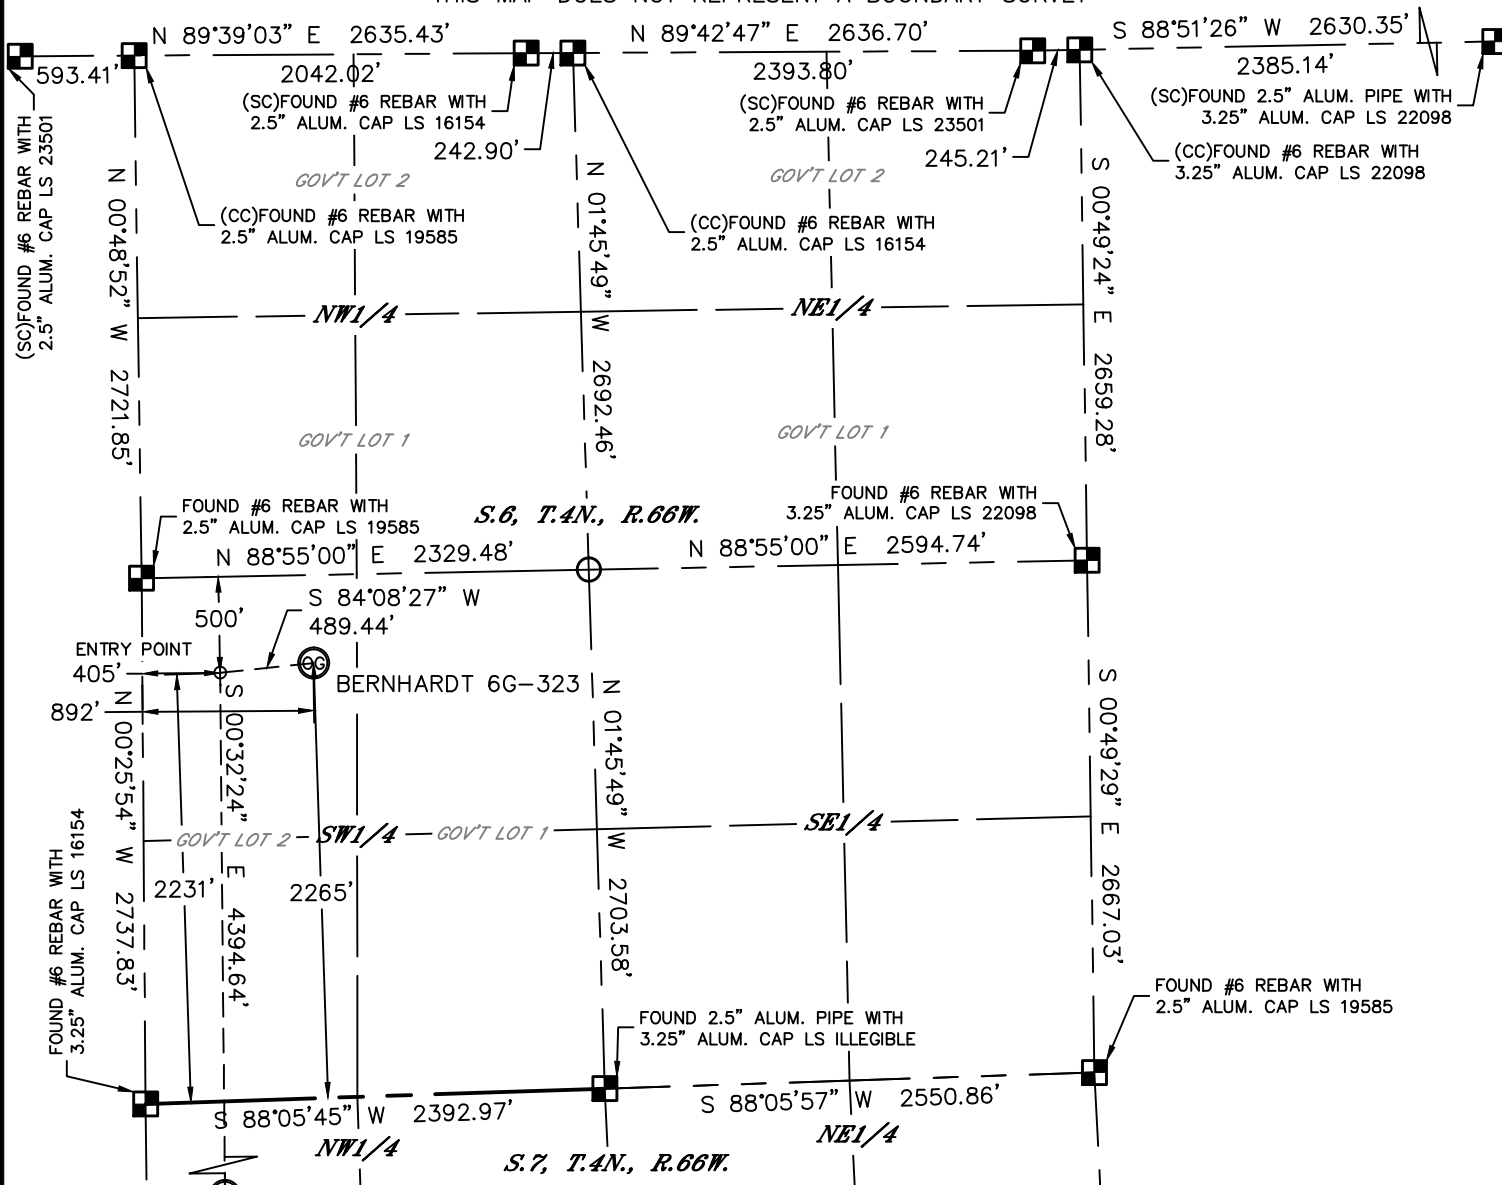 THIS MAP DOES NOT REPRESENT A BOUNDARY SURVEY
N 89°39'03" E 2635.43'
N 89°42'47" E 2636.70'
S 88°51'26" W 2630.35'
593.41'
2042.02'
2393.80'
2385.14'
(SC)FOUND #6 REBAR WITH
2.5" ALUM. CAP LS 16154
(SC)FOUND #6 REBAR WITH
2.5" ALUM. CAP LS 23501
(SC)FOUND 2.5" ALUM. PIPE WITH
3.25" ALUM. CAP LS 22098
242.90'
245.21'
(CC)FOUND #6 REBAR WITH
3.25" ALUM. CAP LS 22098
(SC)FOUND #6 REBAR WITH
2.5" ALUM. CAP LS 23501
GOV'T LOT 2
GOV'T LOT 2
(CC)FOUND #6 REBAR WITH
2.5" ALUM. CAP LS 19585
(CC)FOUND #6 REBAR WITH
2.5" ALUM. CAP LS 16154
N 00°48'52" W 2721.85'
N 01°45'49" W 2692.46'
S 00°49'24" E 2659.28'
NW1/4
NE1/4
GOV'T LOT 1
GOV'T LOT 1
FOUND #6 REBAR WITH
2.5" ALUM. CAP LS 19585
S.6, T.4N., R.66W.
FOUND #6 REBAR WITH
3.25" ALUM. CAP LS 22098
N 88°55'00" E 2329.48'
N 88°55'00" E 2594.74'
S 84°08'27" W
489.44'
500'
ENTRY POINT
405'
BERNHARDT 6G-323
OG
892'
N 00°25'54" W 2737.83'
S 00°32'24" E 4394.64'
N 01°45'49" W 2703.58'
S 00°49'29" E 2667.03'
GOV'T LOT 2
SW1/4
GOV'T LOT 1
SE1/4
2231'
2265'
FOUND #6 REBAR WITH
3.25" ALUM. CAP LS 16154
FOUND 2.5" ALUM. PIPE WITH
3.25" ALUM. CAP LS ILLEGIBLE
FOUND #6 REBAR WITH
2.5" ALUM. CAP LS 19585
S 88°05'45" W 2392.97'
S 88°05'57" W 2550.86'
NW1/4
NE1/4
S.7, T.4N., R.66W.